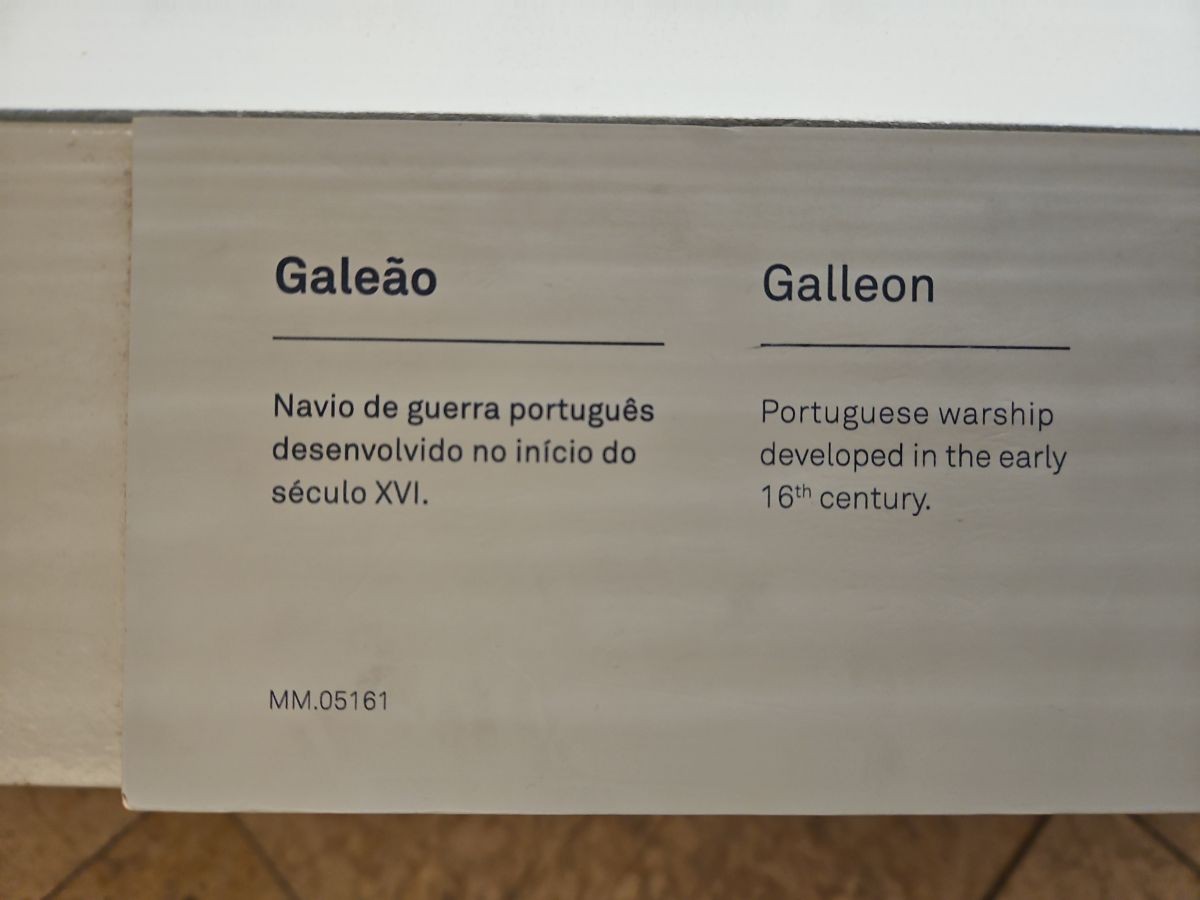 Galeão
Navio de guerra português
desenvolvido no início do
século XVI.
MM.05161
Galleon
Portuguese warship
developed in the early
16th century.